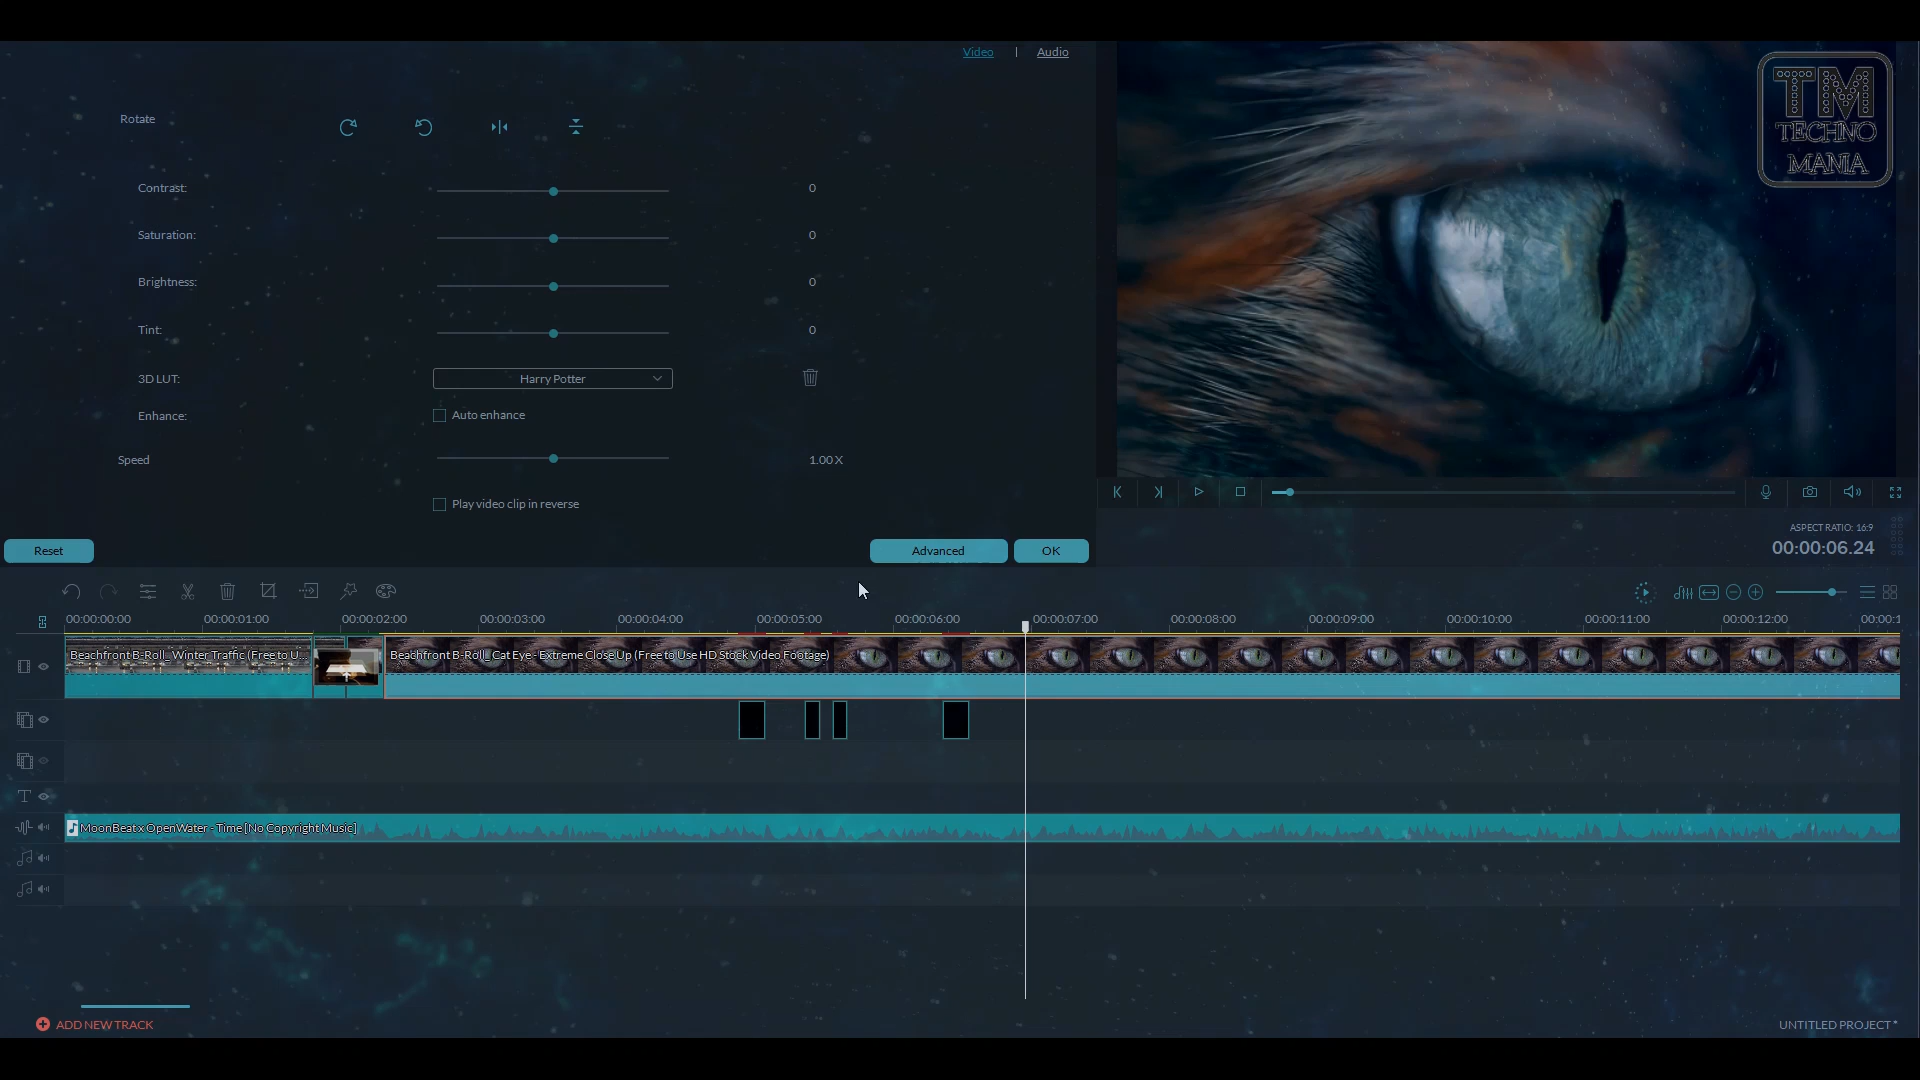 Video | Audio
TM
TECHNO
MANIA
Rotate
Contrast: 0
Saturation: 0
Brightness: 0
Tint: 0
3D LUT: Harry Potter
Enhance: Auto enhance
Speed 1.00 X
Play video clip in reverse
ASPECT RATIO: 16:9
00:00:06.24
Reset Advanced OK
00:00:00:00 00:00:01:00 00:00:02:00 00:00:03:00 00:00:04:00 00:00:05:00 00:00:06:00 00:00:07:00 00:00:08:00 00:00:09:00 00:00:10:00 00:00:11:00 00:00:12:00 00:00:1
Beachfront B-Roll_ Winter Traffic (Free to U... Beachfront B-Roll_ Cat Eye - Extreme Close Up (Free to Use HD Stock Video Footage)
T
MoonBeat x OpenWater - Time [No Copyright Music]
ADD NEW TRACK
UNTITLED PROJECT *